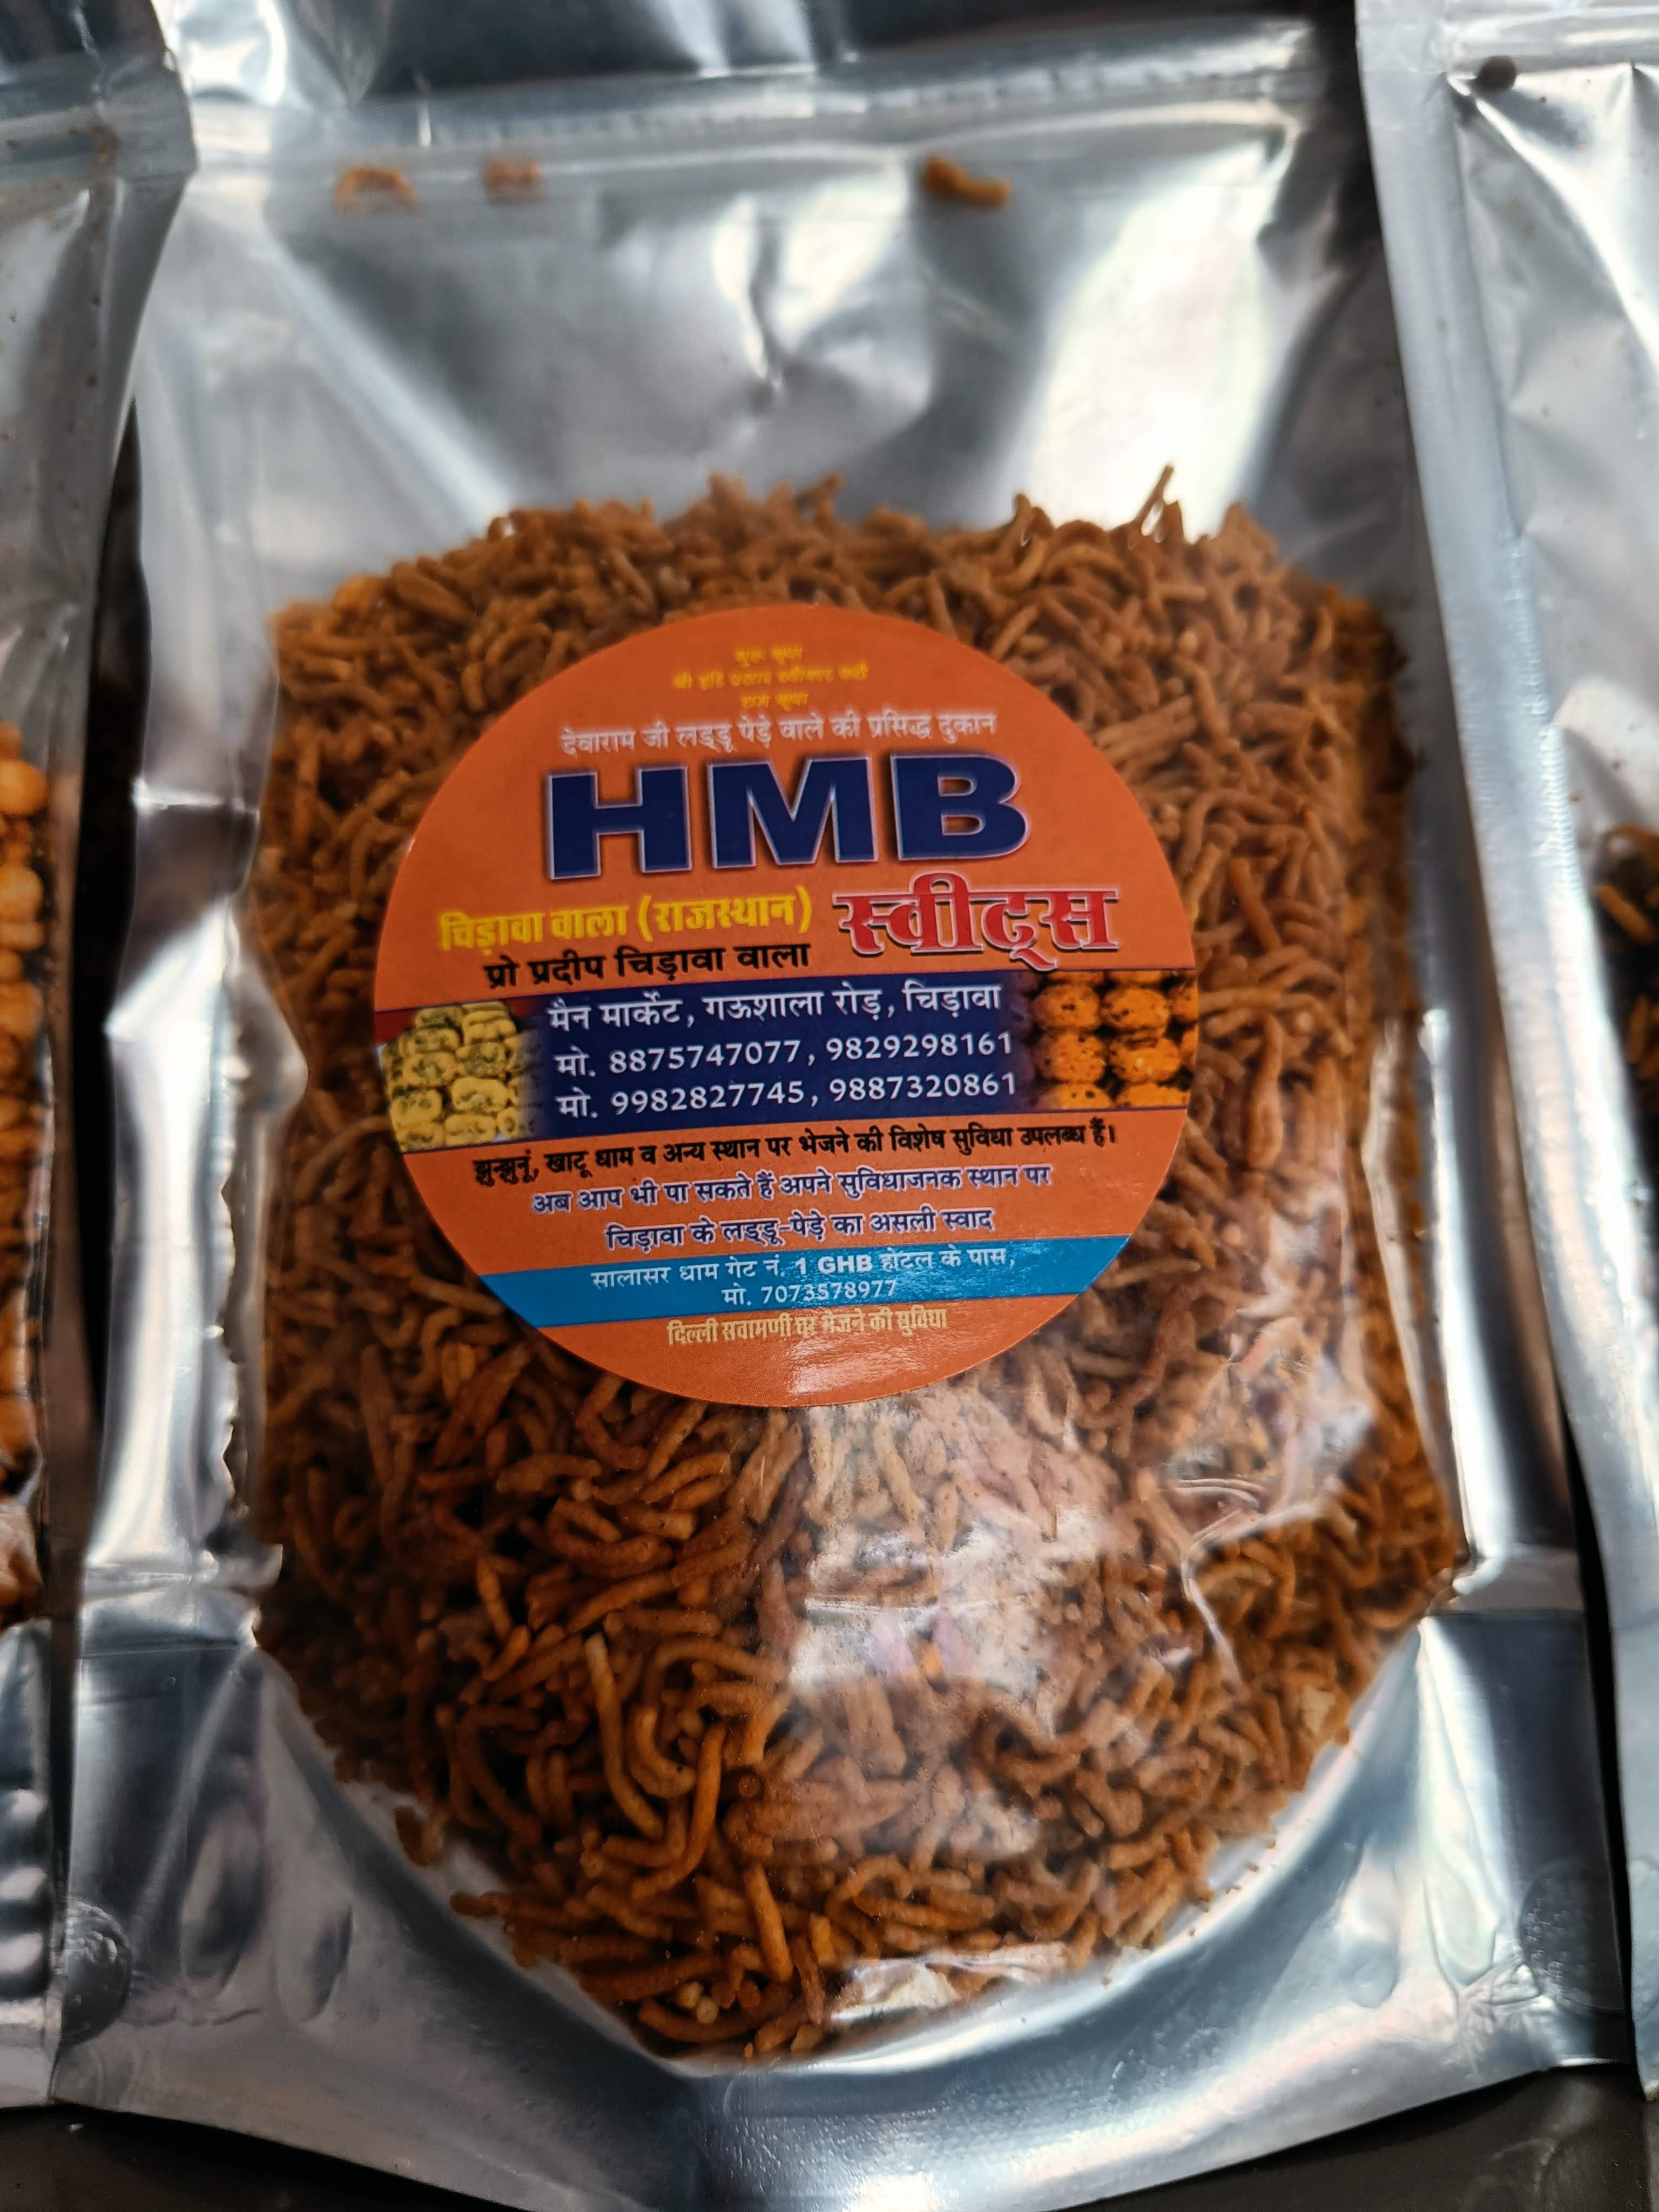 गुरू कृपा
श्री हरि
राम कृपा
देवाराम जी लड्डू पेड़े वाले की प्रसिद्ध दुकान
HMB
चिड़ावा वाला (राजस्थान) स्वीट्स
प्रो प्रदीप चिड़ावा वाला
मैन मार्केट, गऊशाला रोड़, चिड़ावा
मो. 8875747077, 9829298161
मो. 9982827745, 9887320861
झुन्झुनूं, खाटू धाम व अन्य स्थान पर भेजने की विशेष सुविधा उपलब्ध हैं।
अब आप भी पा सकते हैं अपने सुविधाजनक स्थान पर
चिड़ावा के लड्डू-पेड़े का असली स्वाद
सालासर धाम गेट नं. 1 GHB होटल के पास,
मो. 7073578977
दिल्ली सवामणी घर भेजने की सुविधा